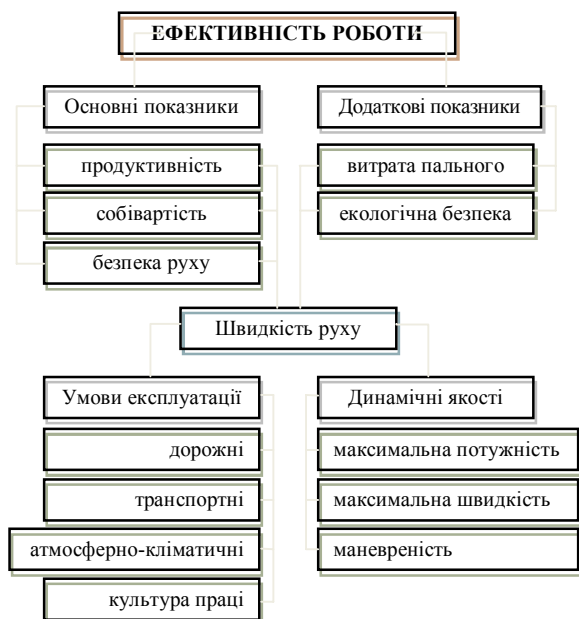 ЕФЕКТИВНІСТЬ РОБОТИ
Основні показники
продуктивність
собівартість
безпека руху
Додаткові показники
витрата пального
екологічна безпека
Швидкість руху
Умови експлуатації
дорожні
транспортні
атмосферно-кліматичні
культура праці
Динамічні якості
максимальна потужність
максимальна швидкість
маневреність